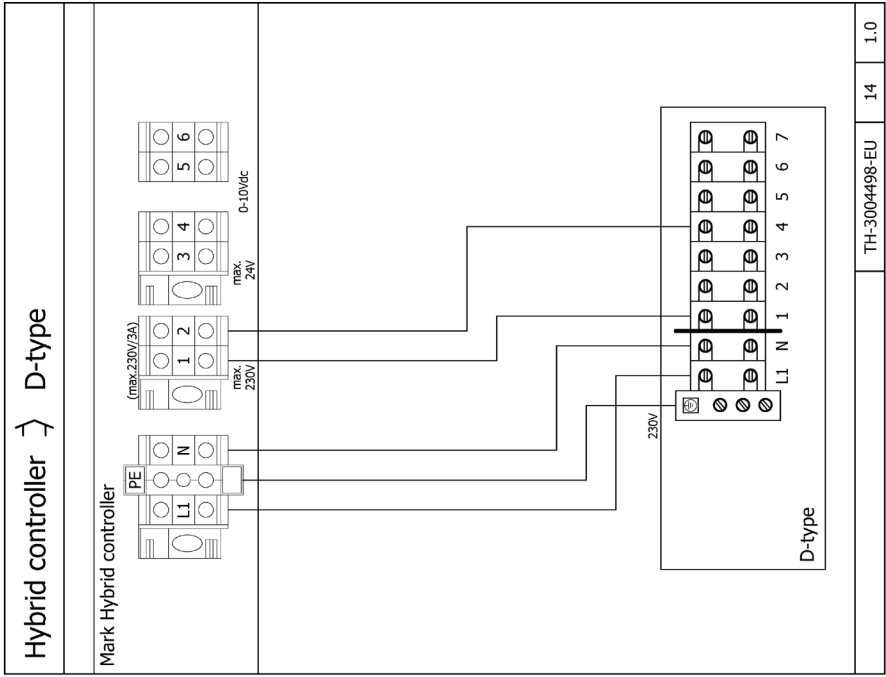 Hybrid controller D-type
Mark Hybrid controller
L1 PE N
(max.230V/3A)
1 2
max.
230V
3 4
max.
24V
5 6
0-10Vdc
230V
L1 N 1 2 3 4 5 6 7
D-type
TH-3004498-EU 14 1.0